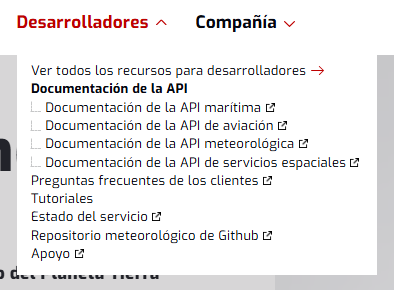 Desarrolladores
Compañía
Ver todos los recursos para desarrolladores
Documentación de la API
Documentación de la API marítima
Documentación de la API de aviación
Documentación de la API meteorológica
Documentación de la API de servicios espaciales
Preguntas frecuentes de los clientes
Tutoriales
Estado del servicio
Repositorio meteorológico de Github
Apoyo
del Planeta Tierra